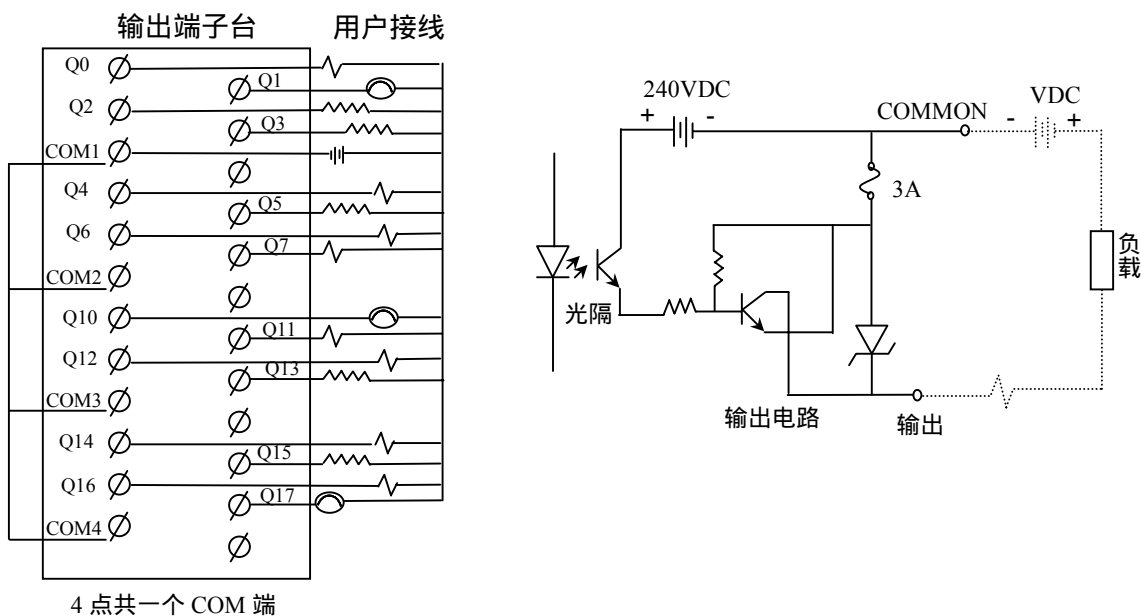 输出端子台
用户接线
Q0
Q1
Q2
Q3
COM1
Q4
Q5
Q6
Q7
COM2
Q10
Q11
Q12
Q13
COM3
Q14
Q15
Q16
Q17
COM4
4 点共一个 COM 端
240VDC
+ -
COMMON
VDC
- +
3A
负载
光隔
输出电路
输出